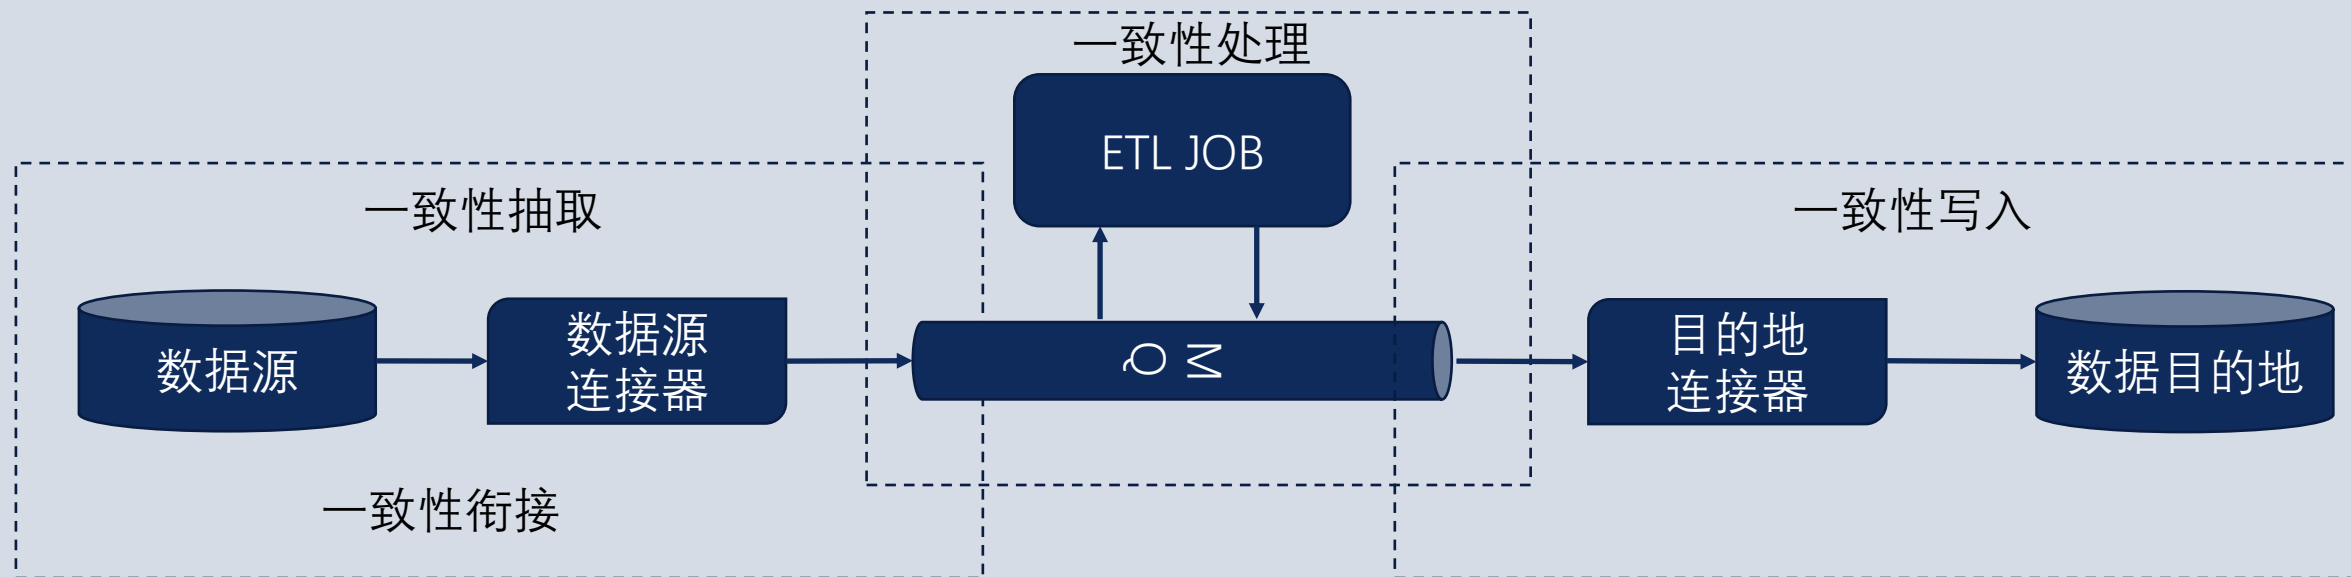 一致性处理
ETL JOB
一致性抽取
一致性写入
数据源
数据源
连接器
MQ
目的地
连接器
数据目的地
一致性衔接